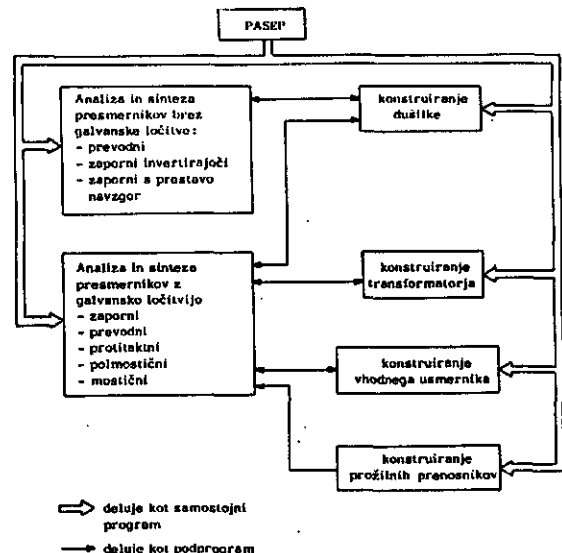 PASEP
Analiza in sinteza
presmernikov brez
galvanske ločitve:
- prevodni
- zaporni invertirajoči
- zaporni s prostavo
navzgor
konstruiranje
dušilke
Analiza in sinteza
presmernikov z
galvansko ločitvijo
- zaporni
- prevodni
- protitaktni
- polmostični
- mostični
konstruiranje
transformatorja
konstruiranje
vhodnega usmernika
konstruiranje
prožilnih prenosnikov
deluje kot samostojni
program
deluje kot podprogram